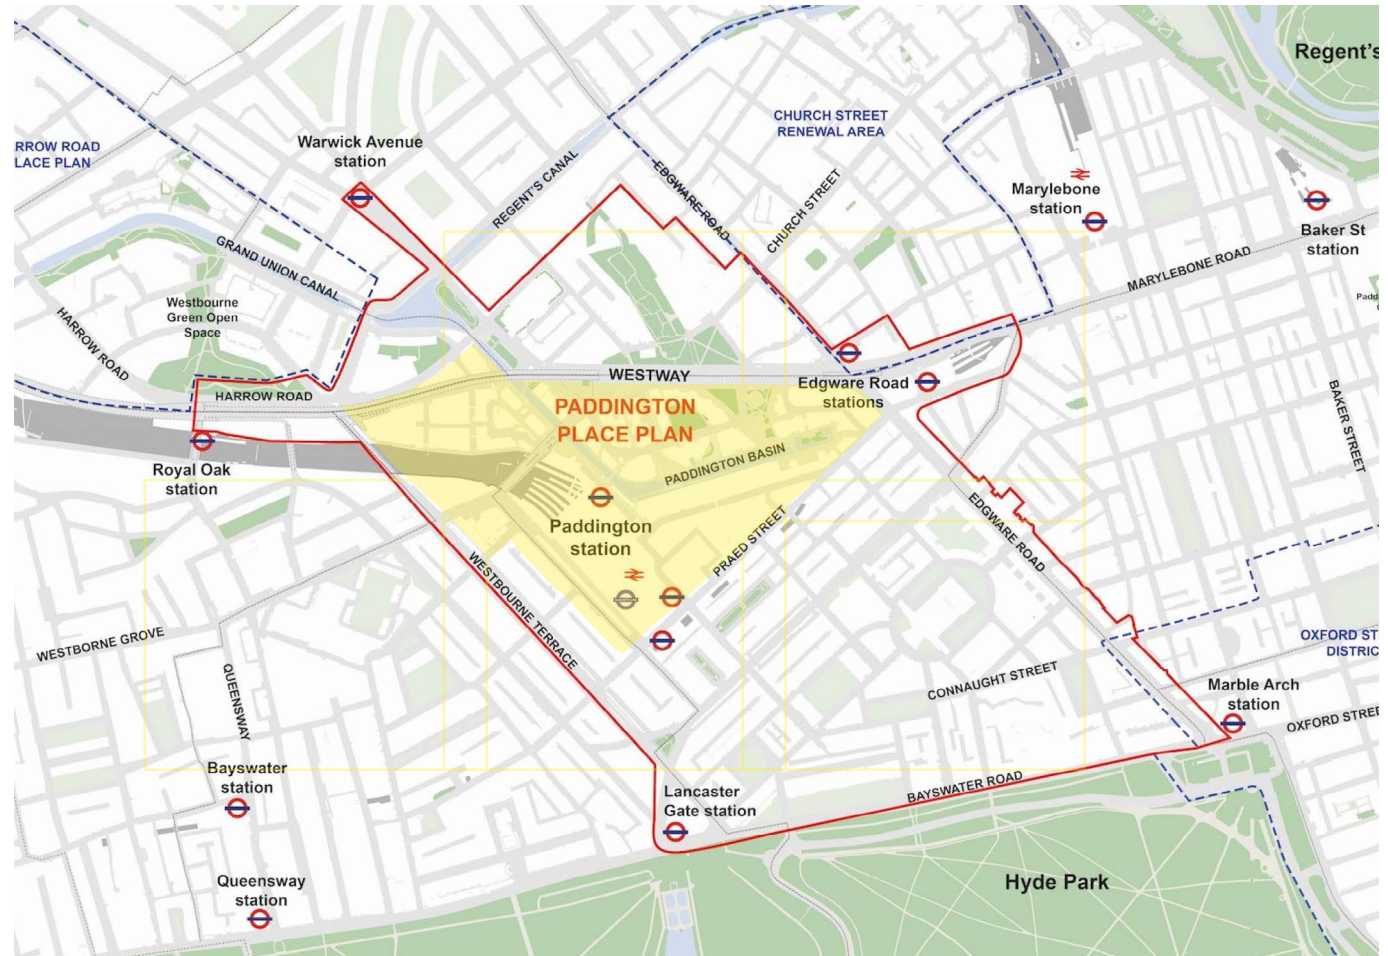 Regent's
CHURCH STREET
RENEWAL AREA
RROW ROAD
LACE PLAN
Warwick Avenue
station
REGENT'S CANAL
EDGWARE ROAD
CHURCH STREET
Marylebone
station
Baker St
station
MARYLEBONE ROAD
GRAND UNION CANAL
Westbourne
Green Open
Space
HARROW ROAD
HARROW ROAD
WESTWAY
Edgware Road
stations
BAKER STREET
PADDINGTON
PLACE PLAN
PADDINGTON BASIN
Royal Oak
station
Paddington
station
PRAED STREET
EDGWARE ROAD
WESTBOURNE TERRACE
WESTBORNE GROVE
QUEENSWAY
CONNAUGHT STREET
OXFORD ST
DISTRIC
Marble Arch
station
OXFORD STREE
Bayswater
station
BAYSWATER ROAD
Lancaster
Gate station
Queensway
station
Hyde Park